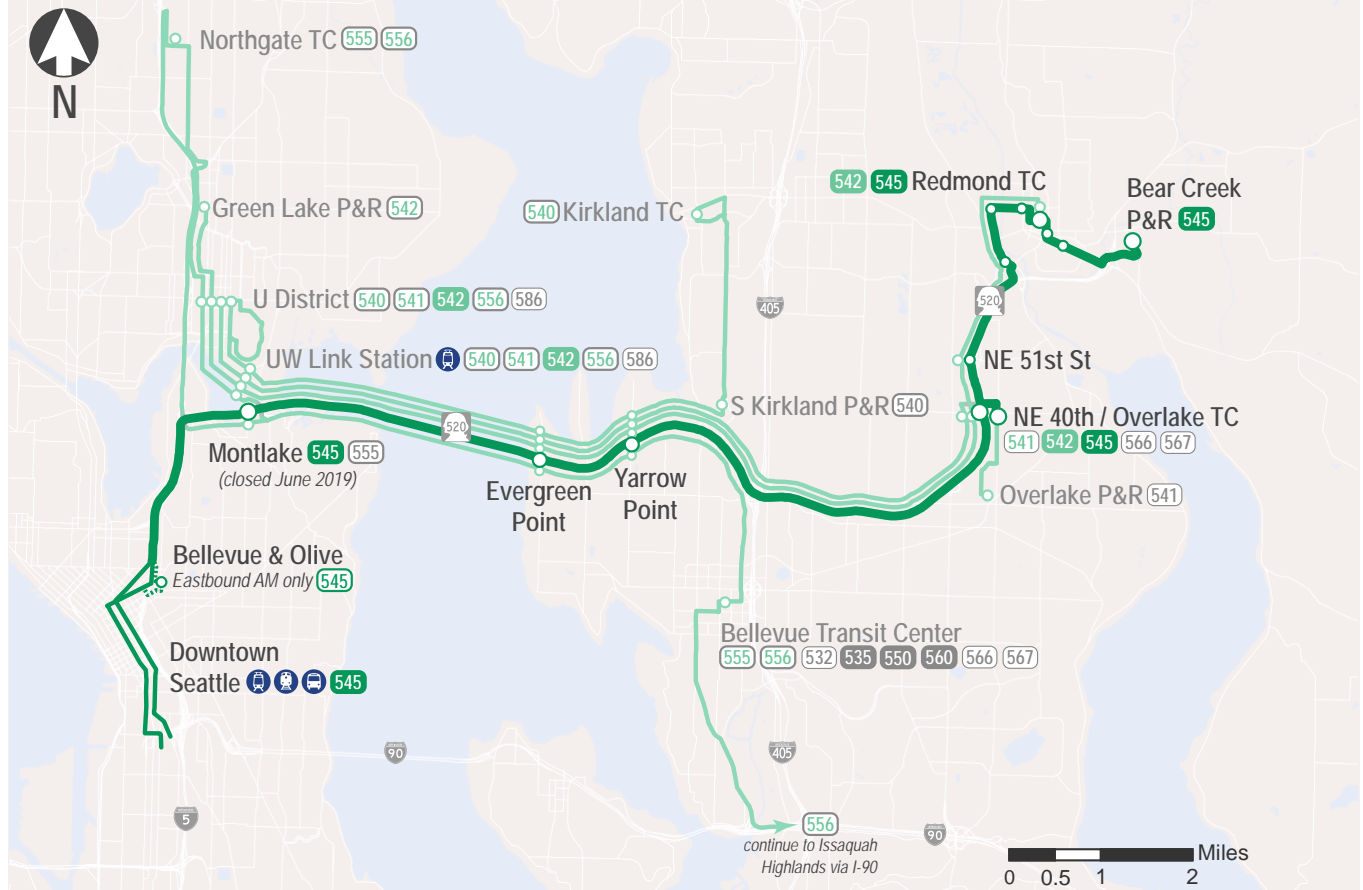 N
Northgate TC 555 556
Green Lake P&R 542
540 Kirkland TC
542 545 Redmond TC
Bear Creek
P&R 545
U District 540 541 542 556 586
405
520
UW Link Station 540 541 542 556 586
NE 51st St
S Kirkland P&R 540
520
NE 40th / Overlake TC
541 542 545 566 567
Montlake 545 555
(closed June 2019)
Evergreen
Point
Yarrow
Point
Overlake P&R 541
Bellevue & Olive
Eastbound AM only 545
Downtown
Seattle 545
Bellevue Transit Center
555 556 532 535 550 560 566 567
90
405
5
556
continue to Issaquah
Highlands via I-90
90
Miles
0 0.5 1 2